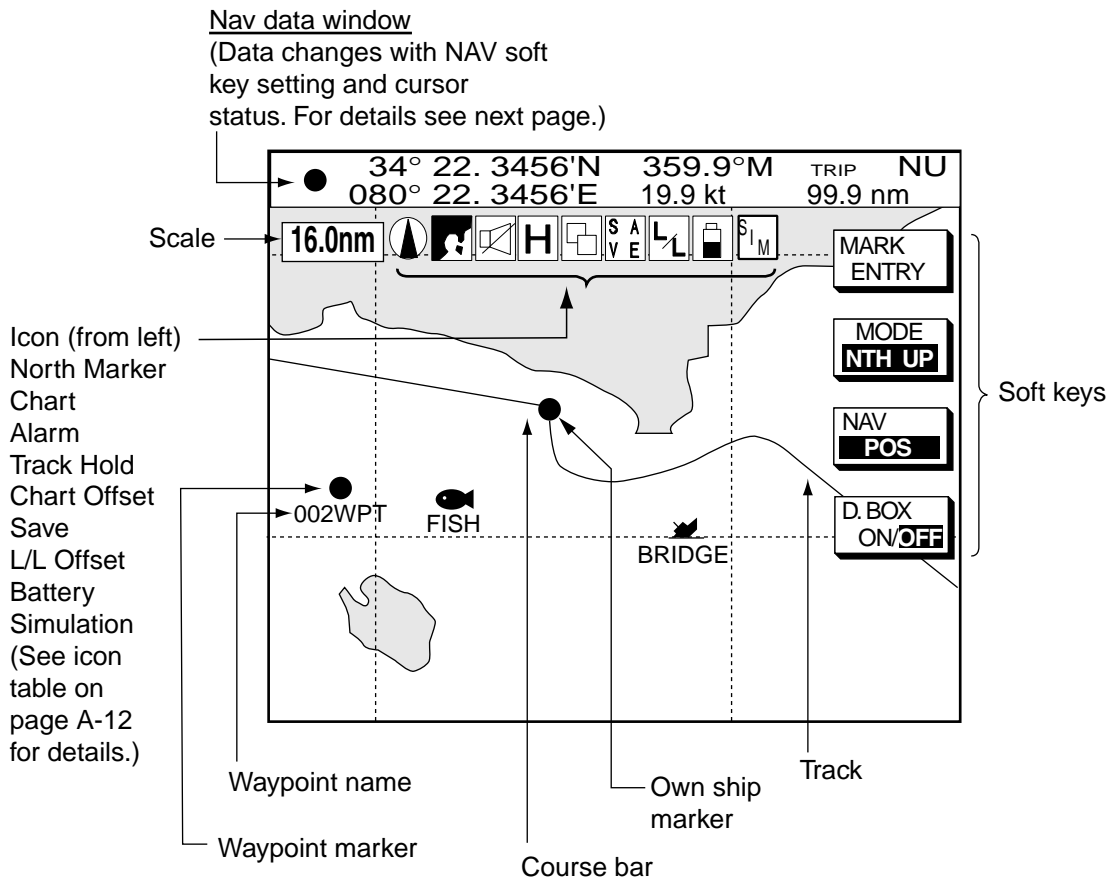 Nav data window
(Data changes with NAV soft
key setting and cursor
status. For details see next page.)
34° 22. 3456'N 359.9°M TRIP NU
080° 22. 3456'E 19.9 kt 99.9 nm
Scale
16.0nm
H
S A
V E
L/L
SIM
MARK
ENTRY
MODE
NTH UP
NAV
POS
D. BOX
ON/OFF
Soft keys
Icon (from left)
North Marker
Chart
Alarm
Track Hold
Chart Offset
Save
L/L Offset
Battery
Simulation
(See icon
table on
page A-12
for details.)
002WPT
FISH
BRIDGE
Waypoint name
Waypoint marker
Course bar
Own ship
marker
Track